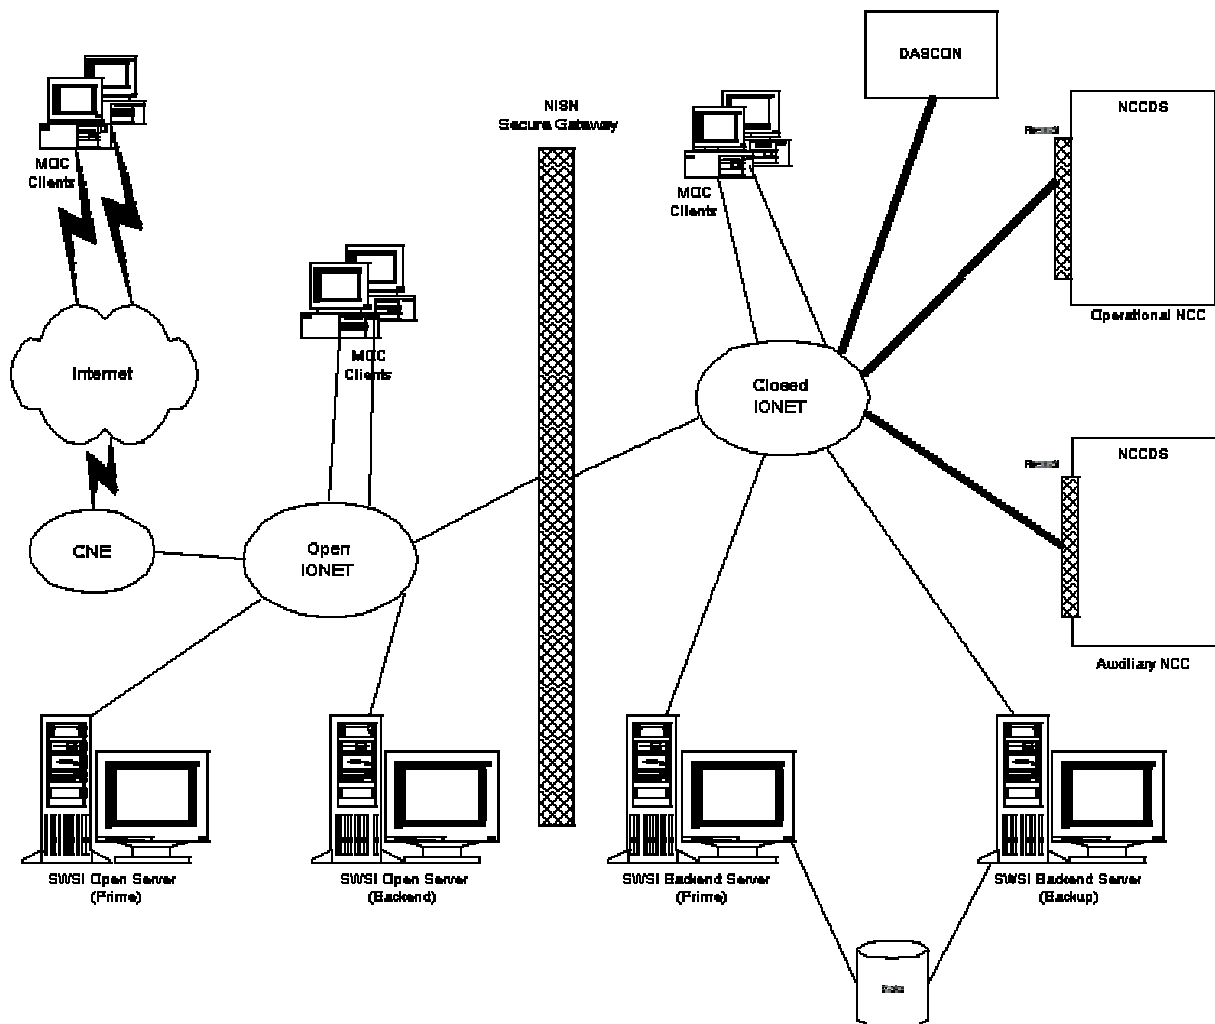 DASCON
NISN
Secure Gateway
NCCDS
MOC
Clients
MOC
Clients
Operational NCC
MOC
Clients
Internet
Closed
IONET
NCCDS
CNE
Open
IONET
Auxiliary NCC
SWSI Open Server
(Prime)
SWSI Open Server
(Backend)
SWSI Backend Server
(Prime)
SWSI Backend Server
(Backup)